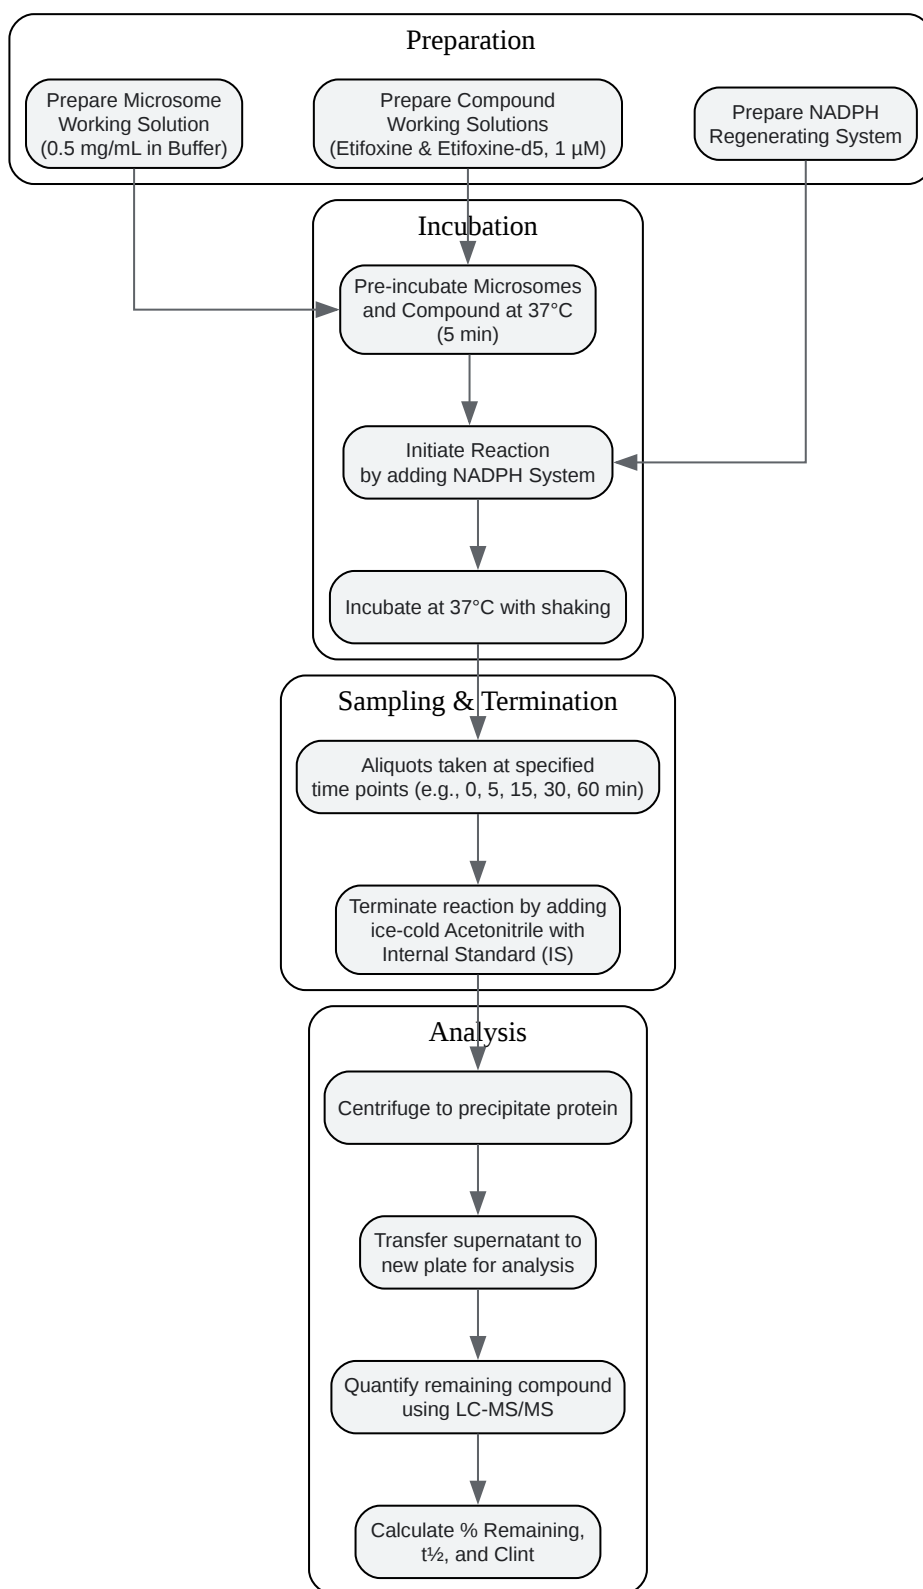 Preparation
Prepare Microsome
Working Solution
(0.5 mg/mL in Buffer)
Prepare Compound
Working Solutions
(Etifoxine & Etifoxine-d5, 1 µM)
Prepare NADPH
Regenerating System
Incubation
Pre-incubate Microsomes
and Compound at 37°C
(5 min)
Initiate Reaction
by adding NADPH System
Incubate at 37°C with shaking
Sampling & Termination
Aliquots taken at specified
time points (e.g., 0, 5, 15, 30, 60 min)
Terminate reaction by adding
ice-cold Acetonitrile with
Internal Standard (IS)
Analysis
Centrifuge to precipitate protein
Transfer supernatant to
new plate for analysis
Quantify remaining compound
using LC-MS/MS
Calculate % Remaining,
t½, and Clint